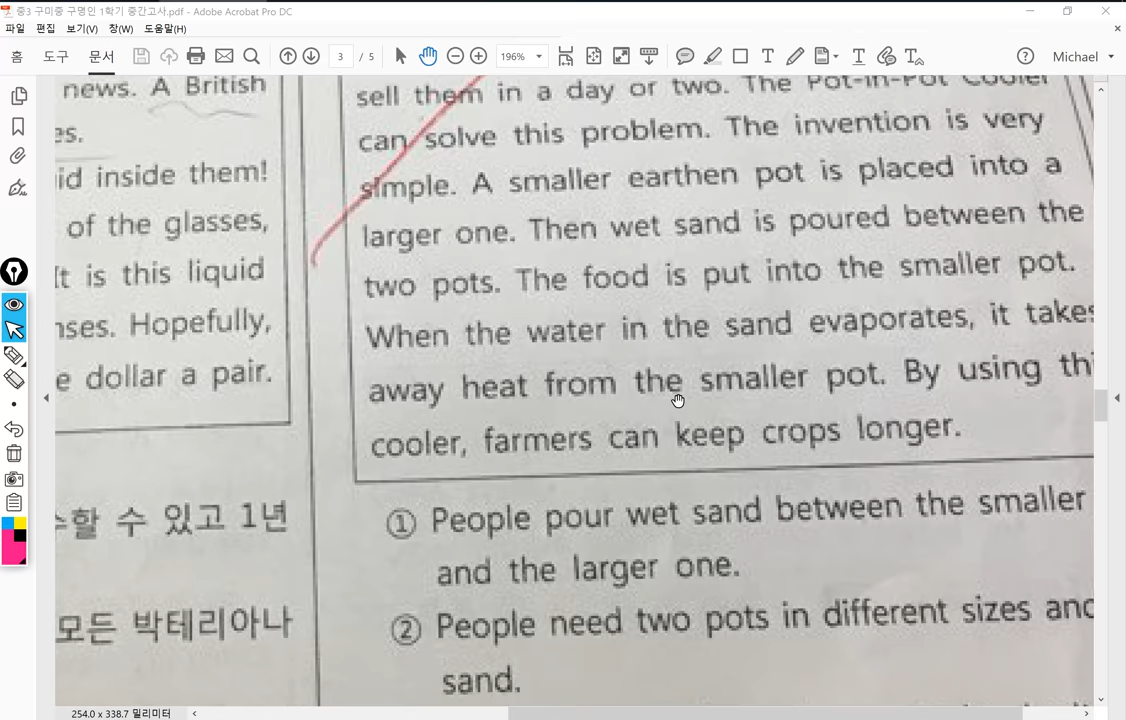 중3 구미중 구명인 1학기 중간고사.pdf - Adobe Acrobat Pro DC
파일 편집 보기(V) 창(W) 도움말(H)
홈 도구 문서 3 / 5 196% Michael
news. A British
es.
id inside them!
of the glasses,
It is this liquid
nses. Hopefully,
e dollar a pair.
수할 수 있고 1년
모든 박테리아나
sell them in a day or two. The Pot-In-Pot Cooler
can solve this problem. The invention is very
simple. A smaller earthen pot is placed into a
larger one. Then wet sand is poured between the
two pots. The food is put into the smaller pot.
When the water in the sand evaporates, it takes
away heat from the smaller pot. By using thi
cooler, farmers can keep crops longer.
① People pour wet sand between the smaller
and the larger one.
② People need two pots in different sizes and
sand.
254.0 x 338.7 밀리미터